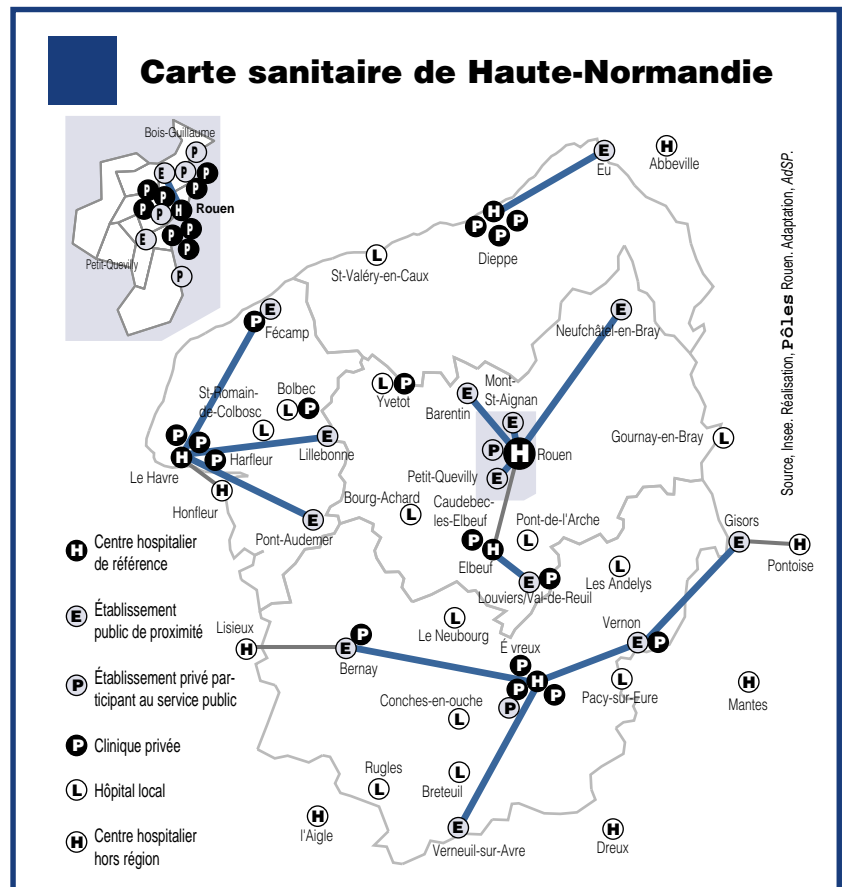 Carte sanitaire de Haute-Normandie
Bois-Guillaume
P
E
P
P
P
P
P
P
P
H
Rouen
P
P
E
P
P
Petit-Quevilly
P
E
Eu
H
Abbeville
H
P
P
P
Dieppe
L
St-Valéry-en-Caux
Source, Insee. Réalisation, Pôles Rouen. Adaptation, AdSP.
E
P
Fécamp
E
Neufchâtel-en-Bray
St-Romain-
de-Colbosc
L
Bolbec
L
P
L
P
Yvetot
E
Barentin
Mont-
St-Aignan
E
P
H
Rouen
Petit-Quevilly
E
L
Gournay-en-Bray
P
P
P
H
Harfleur
Le Havre
E
Lillebonne
H
Honfleur
E
Pont-Audemer
Bourg-Achard
L
Caudebec-
les-Elbeuf
P
H
Elbeuf
Pont-de-l'Arche
L
E
P
Louviers/Val-de-Reuil
L
Les Andelys
Gisors
E
H
Pontoise
H
Centre hospitalier
de référence
E
Établissement
public de proximité
P
Établissement privé par-
ticipant au service public
P
Clinique privée
L
Hôpital local
H
Centre hospitalier
hors région
Lisieux
H
P
E
Bernay
L
Le Neubourg
É vreux
P
H
P
P
P
Vernon
E
P
L
Pacy-sur-Eure
H
Mantes
Conches-en-ouche
L
Rugles
L
Breteuil
L
H
l'Aigle
E
Verneuil-sur-Avre
H
Dreux